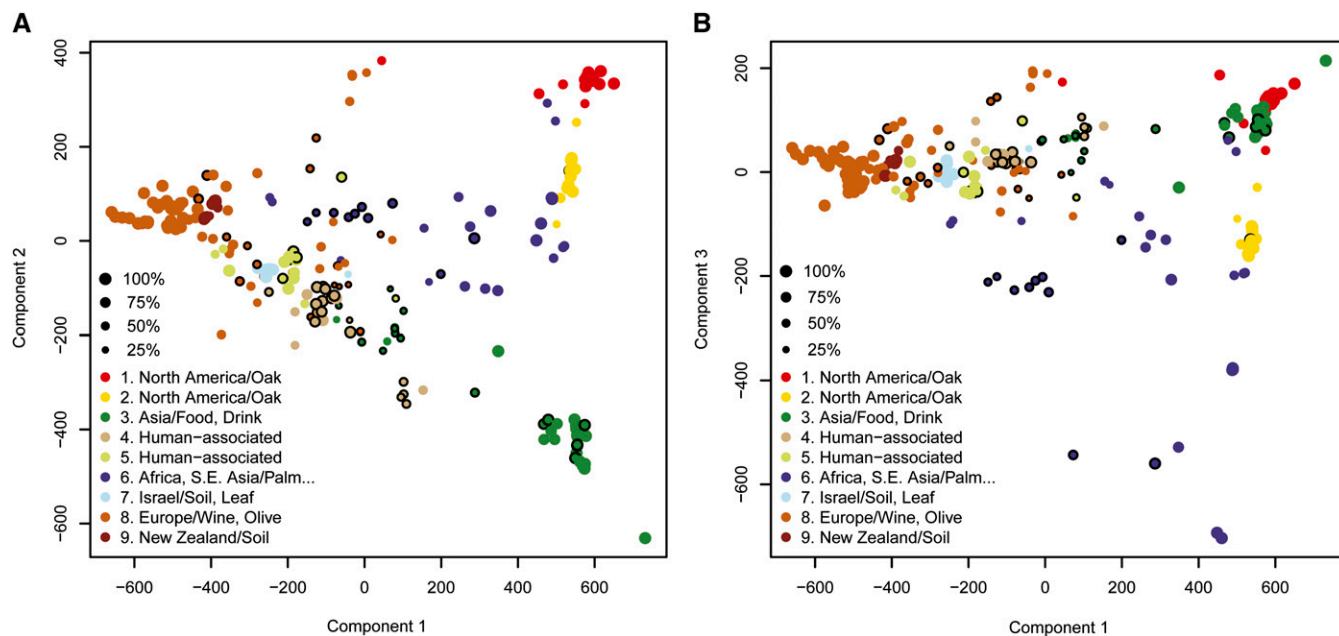 A
400
200
0
−200
−400
−600
Component 2
100%
75%
50%
25%
1. North America/Oak
2. North America/Oak
3. Asia/Food, Drink
4. Human−associated
5. Human−associated
6. Africa, S.E. Asia/Palm...
7. Israel/Soil, Leaf
8. Europe/Wine, Olive
9. New Zealand/Soil
−600 −400 −200 0 200 400 600
Component 1
B
200
0
−200
−400
−600
Component 3
100%
75%
50%
25%
1. North America/Oak
2. North America/Oak
3. Asia/Food, Drink
4. Human−associated
5. Human−associated
6. Africa, S.E. Asia/Palm...
7. Israel/Soil, Leaf
8. Europe/Wine, Olive
9. New Zealand/Soil
−600 −400 −200 0 200 400 600
Component 1